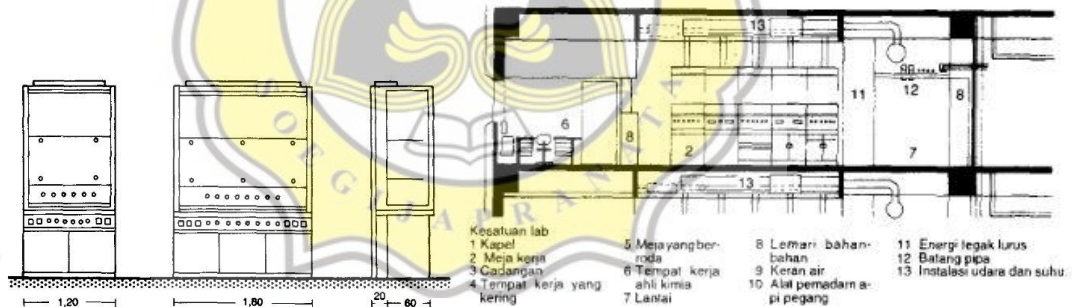 SOEGIJAPRANATA
13
11
12
8
6
8
2
7
13
1,20
1,80
20
60
Kesatuan lab
1 Kapel
2 Meja kerja
3 Cadangan
4 Tempat kerja yang
kering
5 Meja yang ber-
roda
6 Tempat kerja
ahli kimia
7 Lantai
8 Lemari bahan-
bahan
9 Keran air
10 Alat pemadam a-
pi pegang
11 Energi tegak lurus
12 Batang pipa
13 Instalasi udara dan suhu